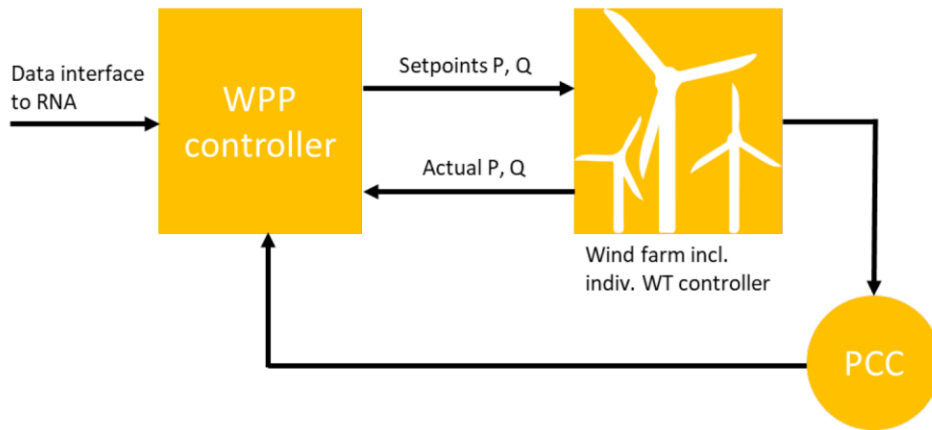 Data interface
to RNA
WPP
controller
Setpoints P, Q
Actual P, Q
Wind farm incl.
indiv. WT controller
PCC